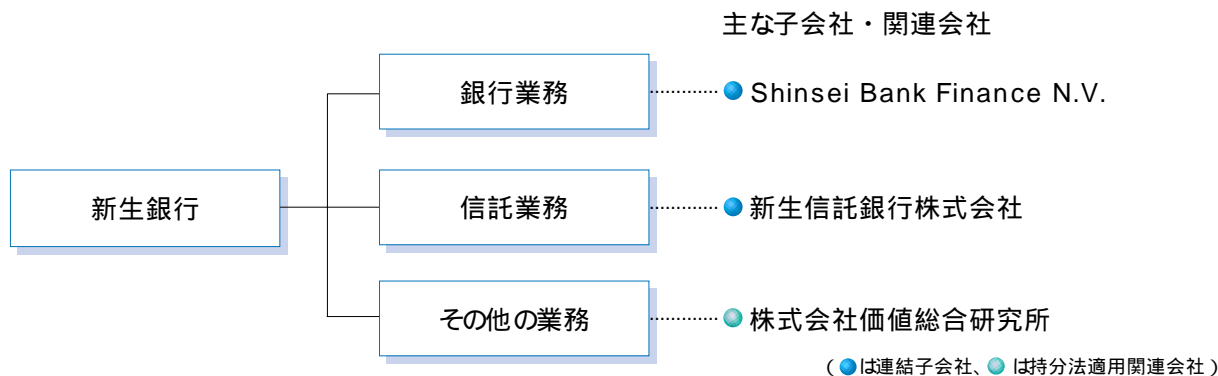 主な子会社・関連会社
銀行業務
● Shinsei Bank Finance N.V.
新生銀行
信託業務
● 新生信託銀行株式会社
その他の業務
● 株式会社価値総合研究所
(●は連結子会社、●は持分法適用関連会社)